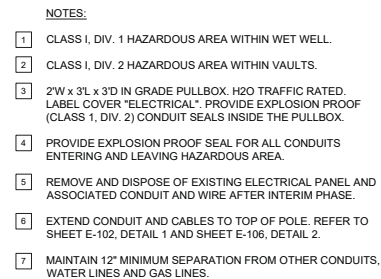 NOTES:
1 CLASS I, DIV. 1 HAZARDOUS AREA WITHIN WET WELL.
2 CLASS I, DIV. 2 HAZARDOUS AREA WITHIN VAULTS.
3 2'W x 3'L x 3'D IN GRADE PULLBOX. H2O TRAFFIC RATED.
LABEL COVER "ELECTRICAL". PROVIDE EXPLOSION PROOF
(CLASS 1, DIV. 2) CONDUIT SEALS INSIDE THE PULLBOX.
4 PROVIDE EXPLOSION PROOF SEAL FOR ALL CONDUITS
ENTERING AND LEAVING HAZARDOUS AREA.
5 REMOVE AND DISPOSE OF EXISTING ELECTRICAL PANEL AND
ASSOCIATED CONDUIT AND WIRE AFTER INTERIM PHASE.
6 EXTEND CONDUIT AND CABLES TO TOP OF POLE. REFER TO
SHEET E-102, DETAIL 1 AND SHEET E-106, DETAIL 2.
7 MAINTAIN 12" MINIMUM SEPARATION FROM OTHER CONDUITS,
WATER LINES AND GAS LINES.